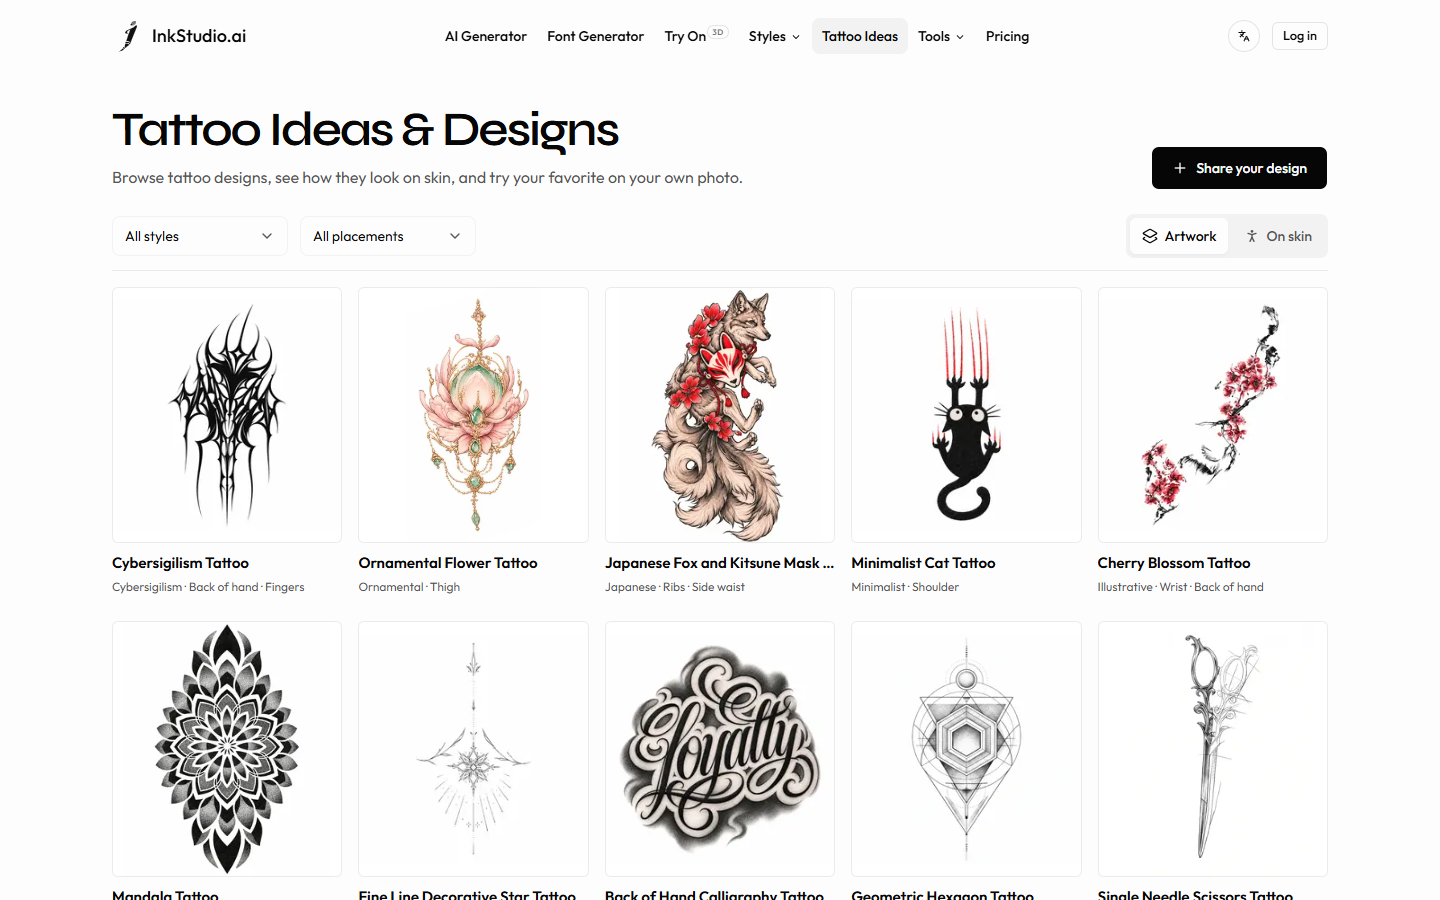 InkStudio.ai
AI Generator
Font Generator
Try On 3D
Styles
Tattoo Ideas
Tools
Pricing
Log in
Tattoo Ideas & Designs
Browse tattoo designs, see how they look on skin, and try your favorite on your own photo.
Share your design
All styles
All placements
Artwork
On skin
Cybersigilism Tattoo
Cybersigilism · Back of hand · Fingers
Ornamental Flower Tattoo
Ornamental · Thigh
Japanese Fox and Kitsune Mask ...
Japanese · Ribs · Side waist
Minimalist Cat Tattoo
Minimalist · Shoulder
Cherry Blossom Tattoo
Illustrative · Wrist · Back of hand
Loyalty
Mandala Tattoo
Fine Line Decorative Star Tattoo
Back of Hand Calligraphy Tattoo
Geometric Hexagon Tattoo
Single Needle Scissors Tattoo